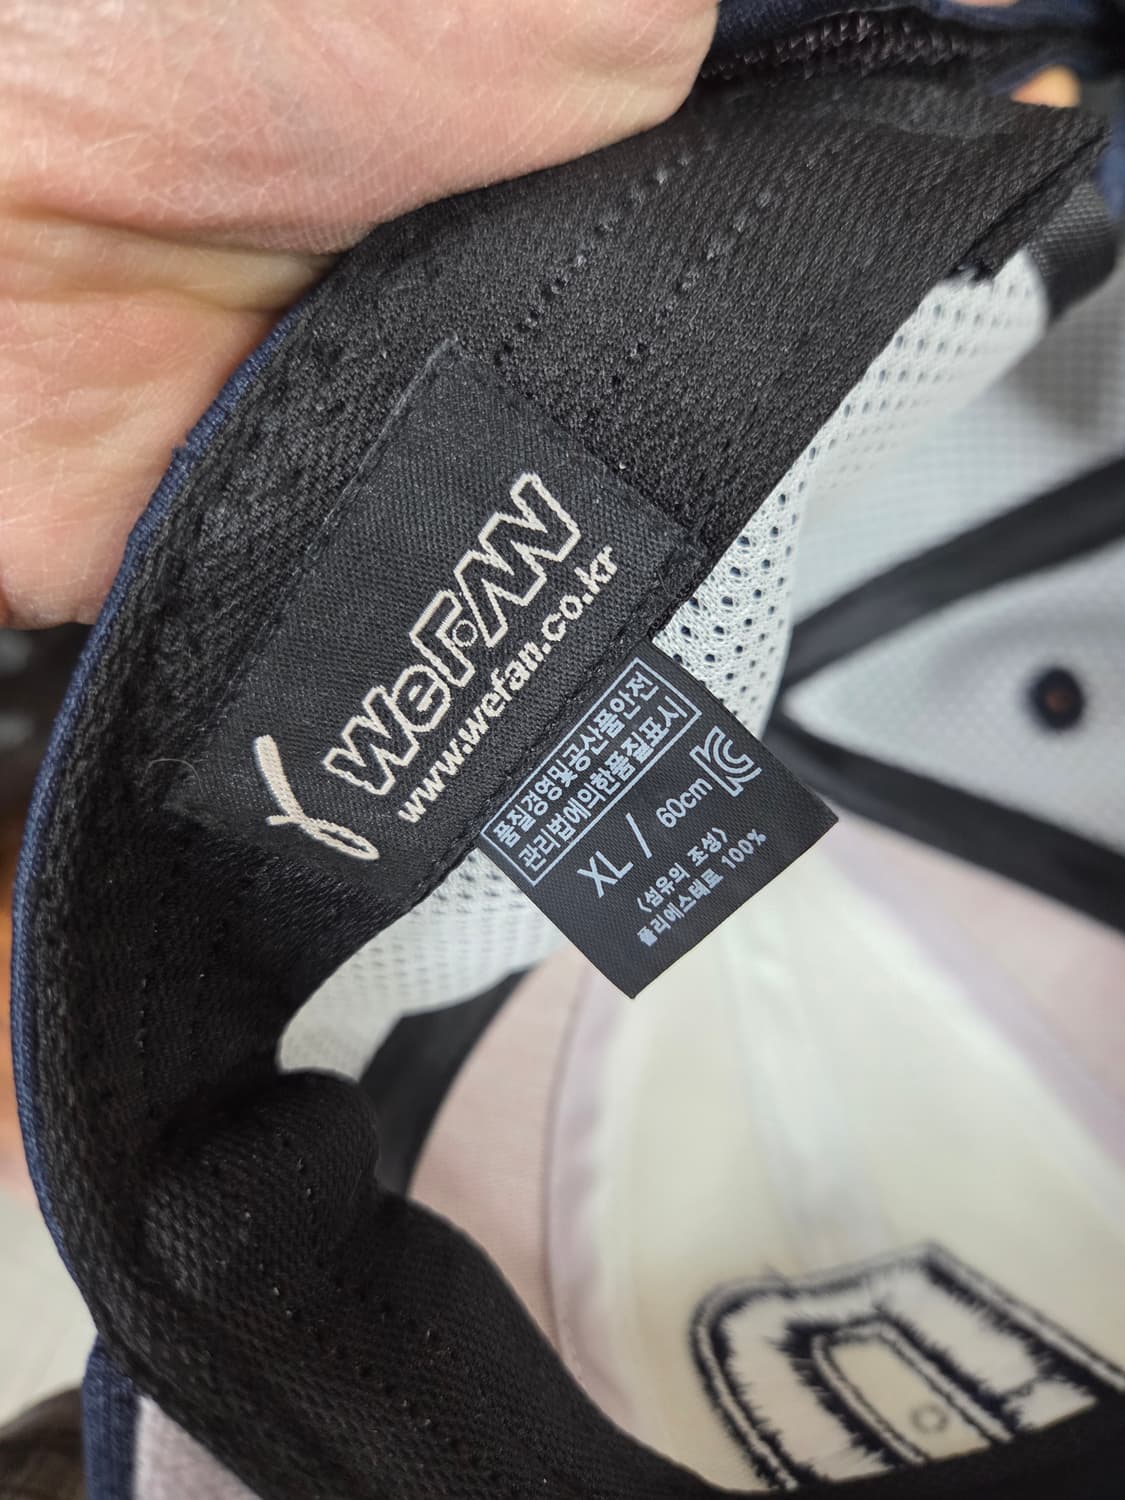 weFAN
www.wefan.co.kr
품질경영및공산품안전
관리법에의한품질표시
XL / 60cm
<섬유의 조성>
폴리에스테르 100%